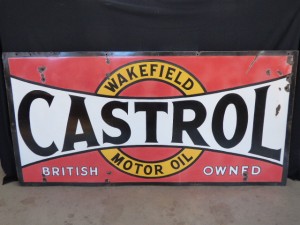 WAKEFIELD
CASTROL
MOTOR OIL
BRITISH OWNED